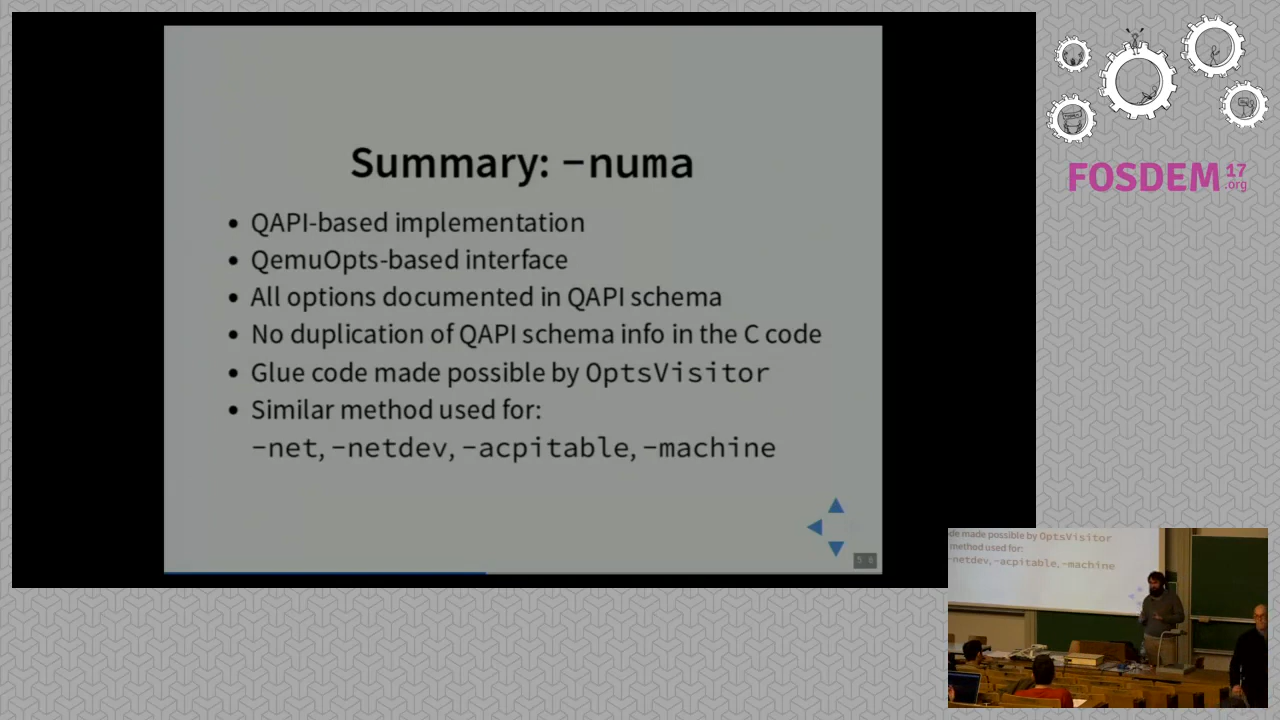 Summary: -numa
• QAPI-based implementation
• QemuOpts-based interface
• All options documented in QAPI schema
• No duplication of QAPI schema info in the C code
• Glue code made possible by OptsVisitor
• Similar method used for:
-net, -netdev, -acpitable, -machine
FOSDEM 17
.org
de made possible by OptsVisitor
method used for:
-netdev, -acpitable, -machine